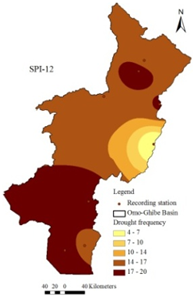 N
SPI-12
Legend
Recording station
Omo-Ghibe Basin
Drought frequency
4 - 7
7 - 10
10 - 14
14 - 17
17 - 20
40 20 0 40 Kilometers